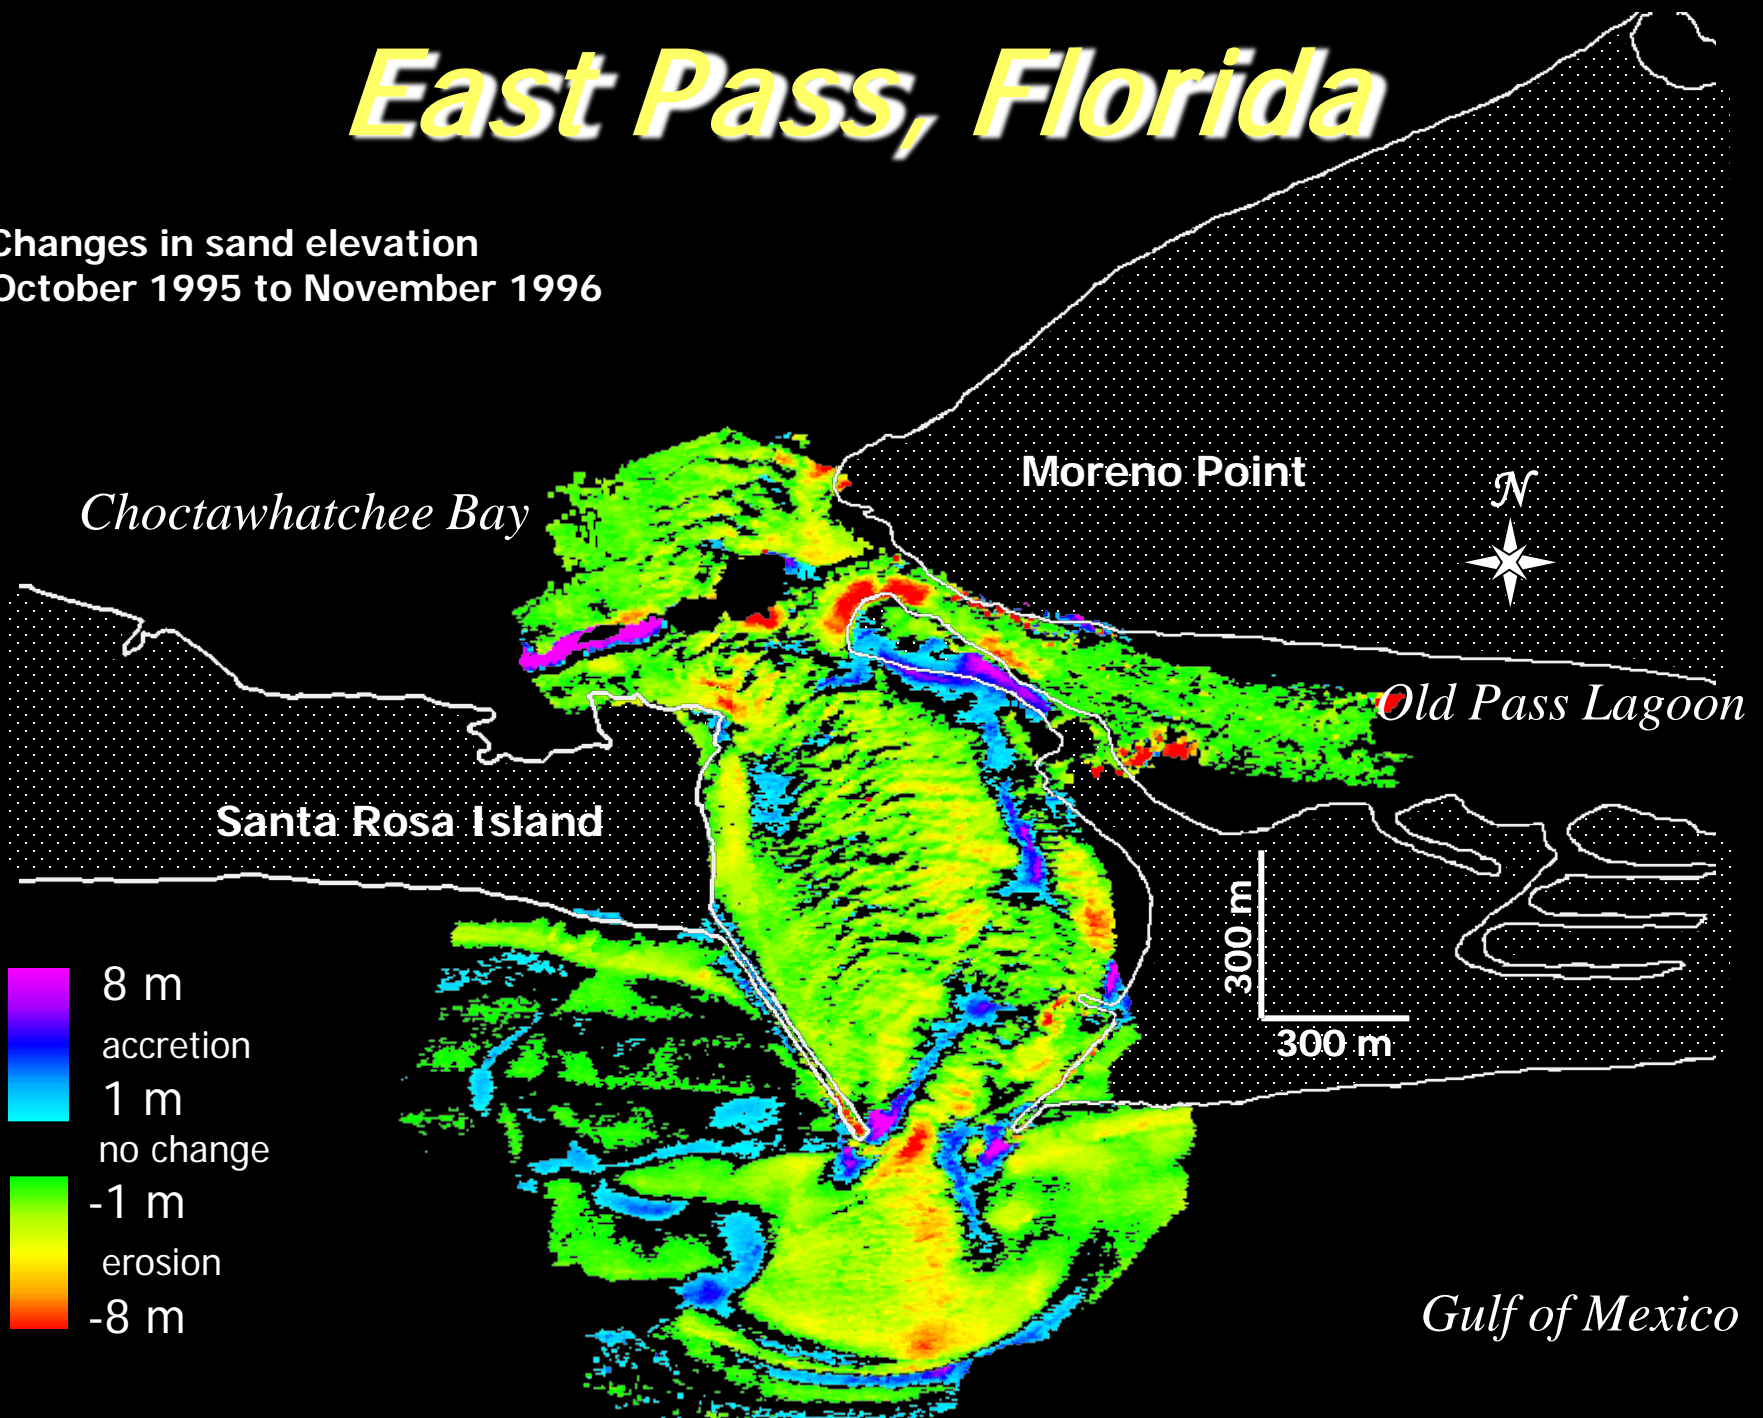 East Pass, Florida
Changes in sand elevation
October 1995 to November 1996
Moreno Point
N
Choctawhatchee Bay
Old Pass Lagoon
Santa Rosa Island
300 m
300 m
8 m
accretion
1 m
no change
-1 m
erosion
-8 m
Gulf of Mexico